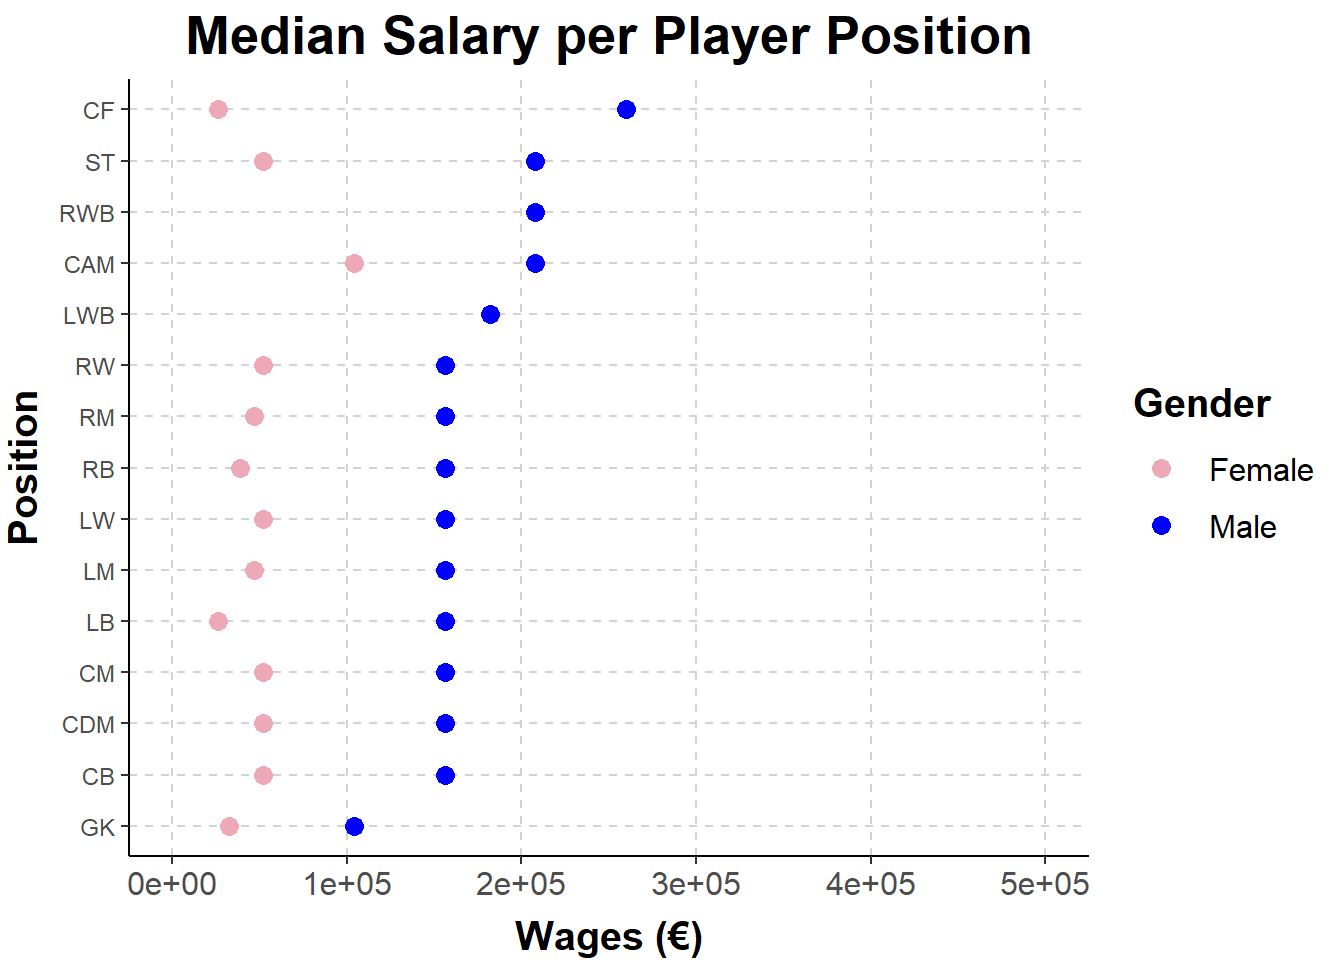 Median Salary per Player Position
CF
ST
RWB
CAM
LWB
RW
RM
RB
LW
LM
LB
CM
CDM
CB
GK
Position
0e+00 1e+05 2e+05 3e+05 4e+05 5e+05
Wages (€)
Gender
Female
Male